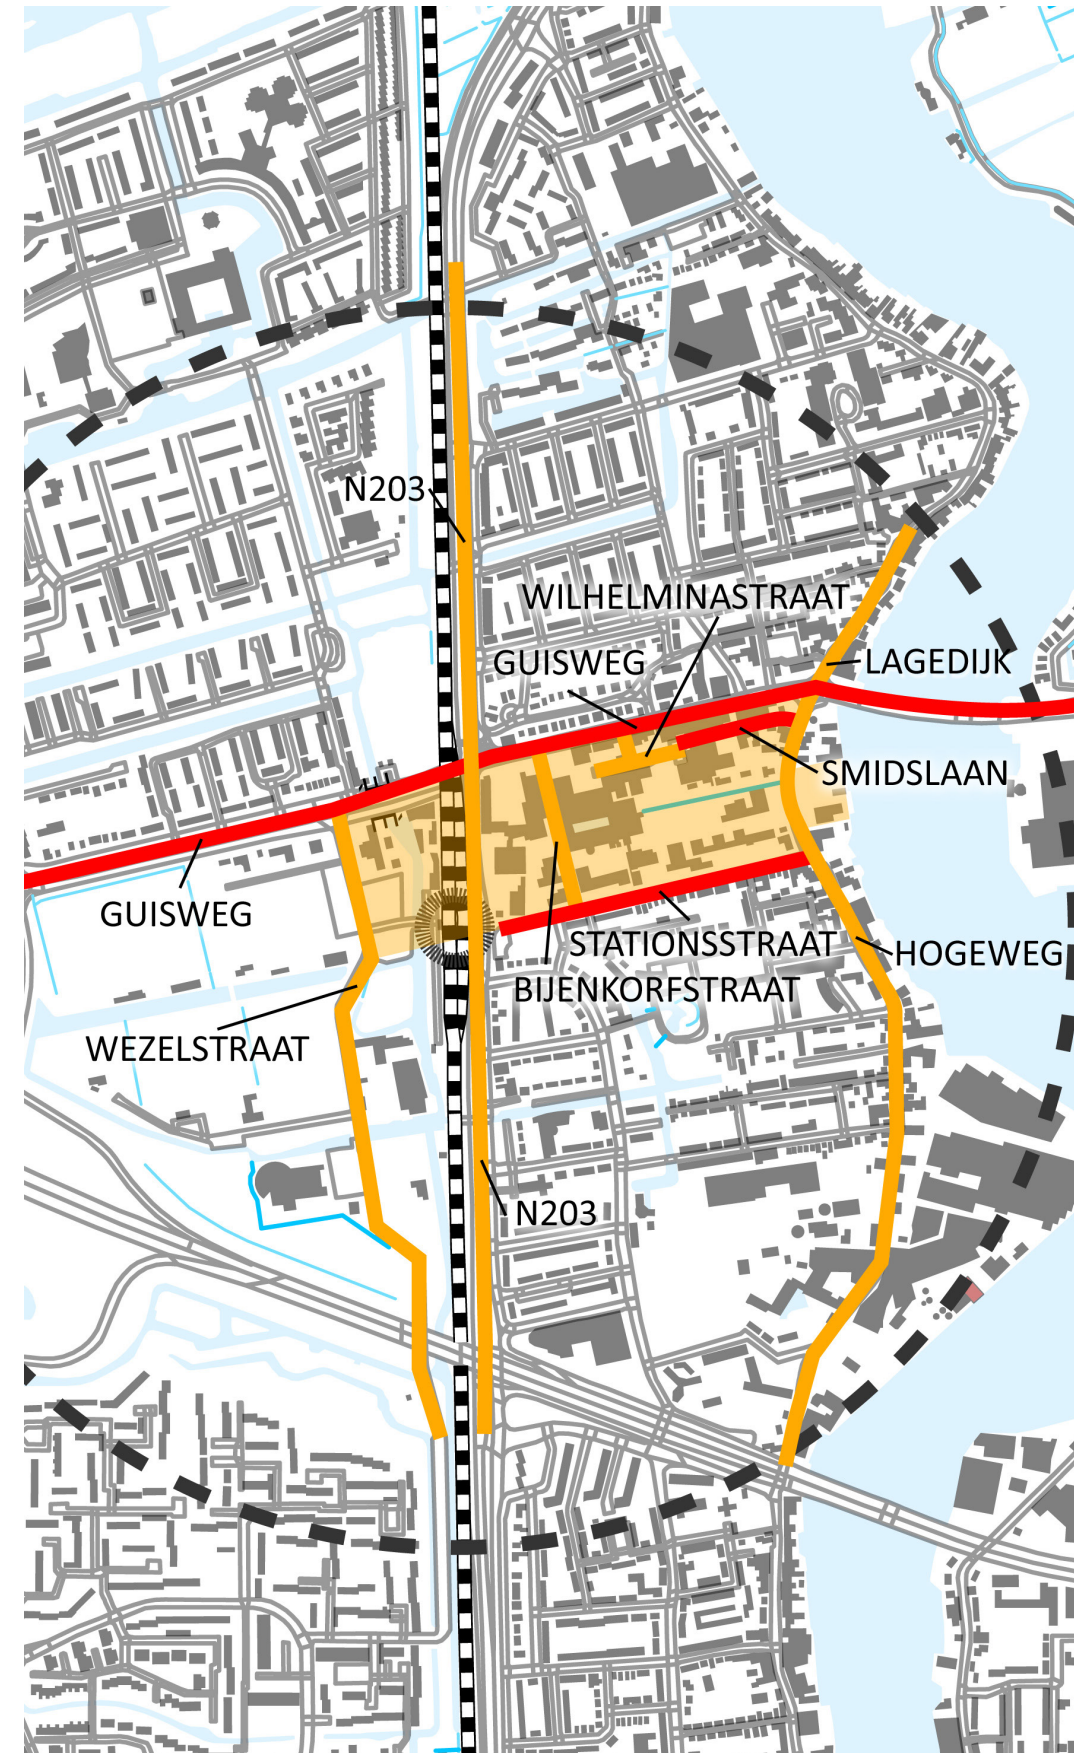 N203
WILHELMINASTRAAT
GUISWEG
LAGEDIJK
SMIDSLAAN
GUISWEG
STATIONSSTRAAT
HOGEWEG
BIJENKORFSTRAAT
WEZELSTRAAT
N203